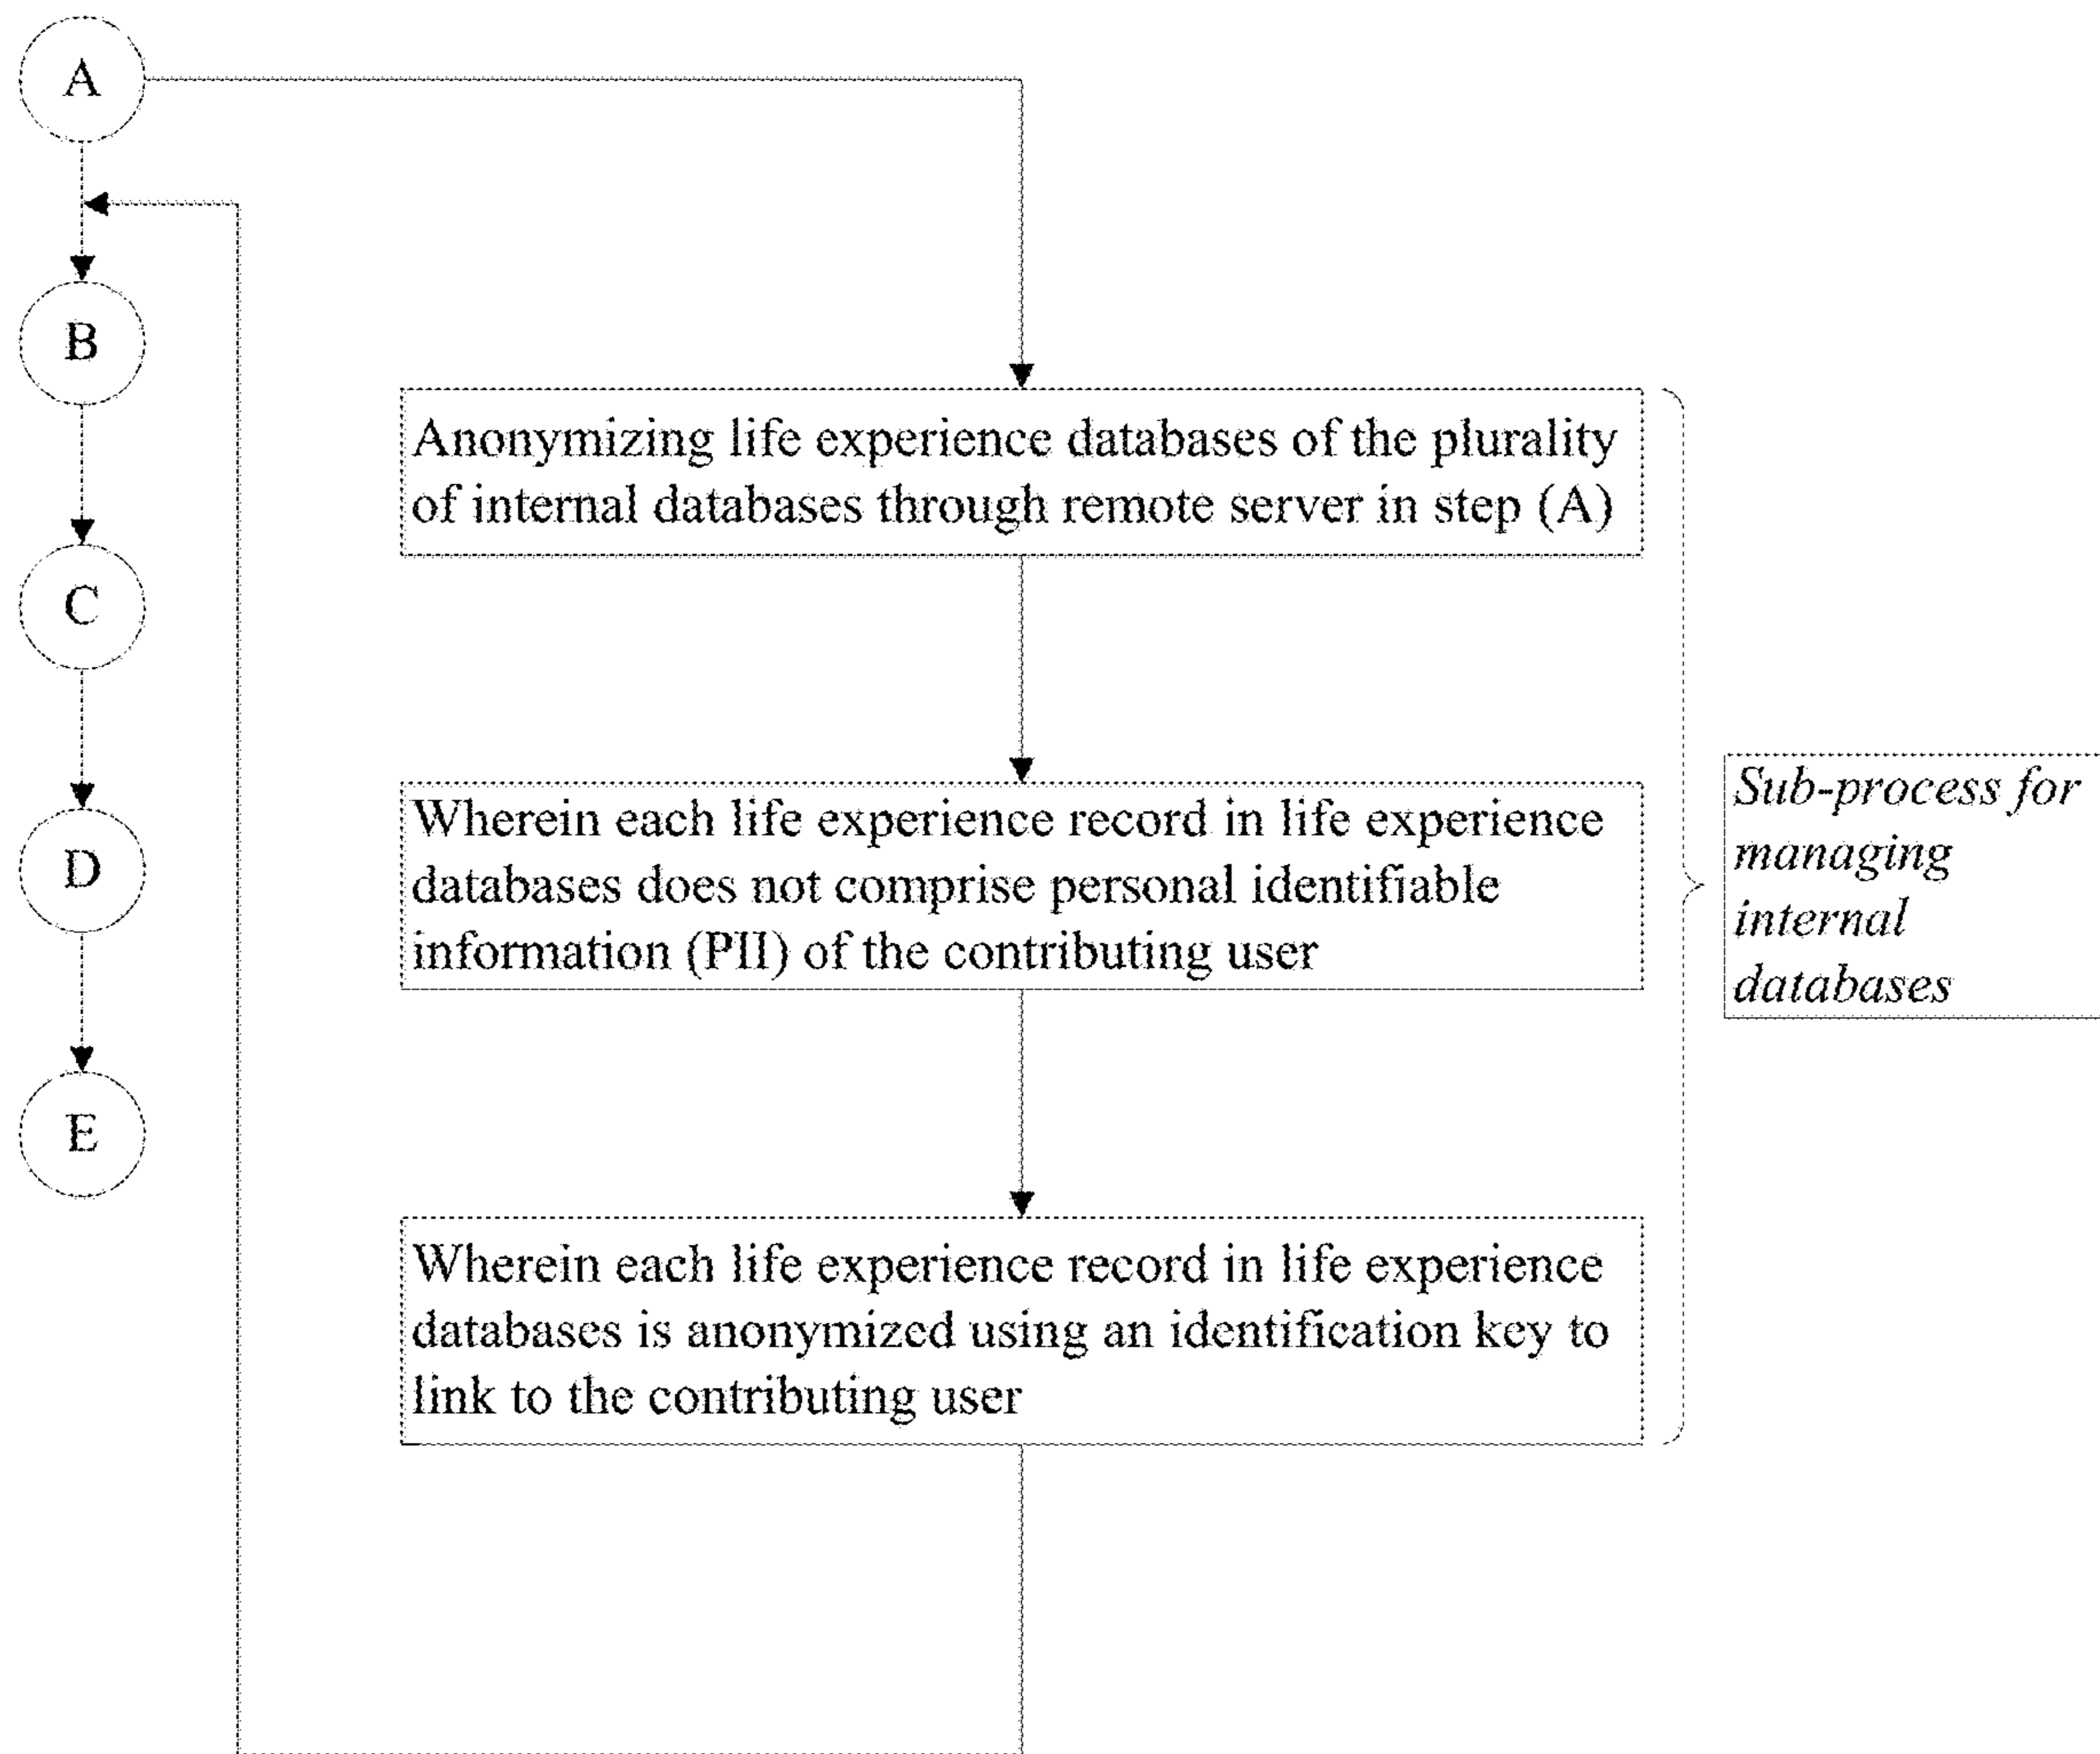 A
B
C
D
E
Anonymizing life experience databases of the plurality
of internal databases through remote server in step (A)
Wherein each life experience record in life experience
databases does not comprise personal identifiable
information (PII) of the contributing user
Wherein each life experience record in life experience
databases is anonymized using an identification key to
link to the contributing user
Sub-process for
managing
internal
databases